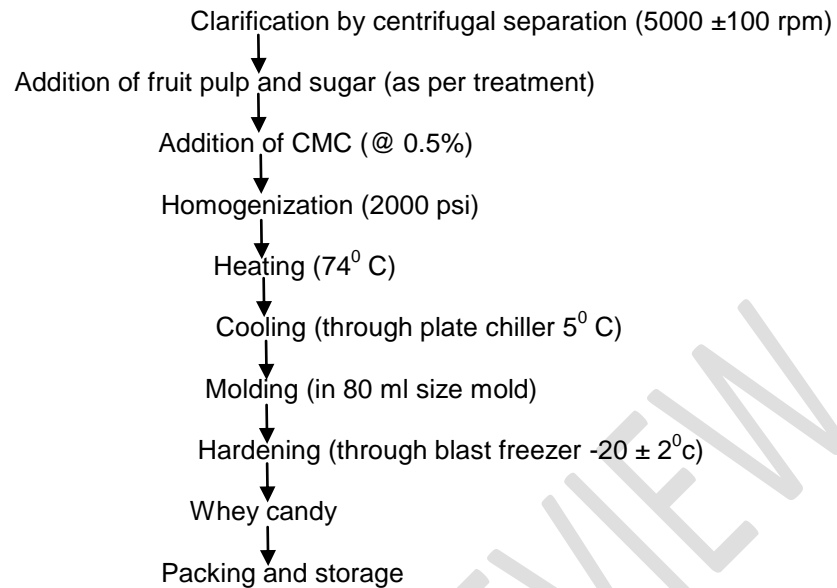 Clarification by centrifugal separation (5000 ±100 rpm)
Addition of fruit pulp and sugar (as per treatment)
Addition of CMC (@ 0.5%)
Homogenization (2000 psi)
Heating (74⁰ C)
Cooling (through plate chiller 5⁰ C)
Molding (in 80 ml size mold)
Hardening (through blast freezer -20 ± 2⁰c)
Whey candy
Packing and storage